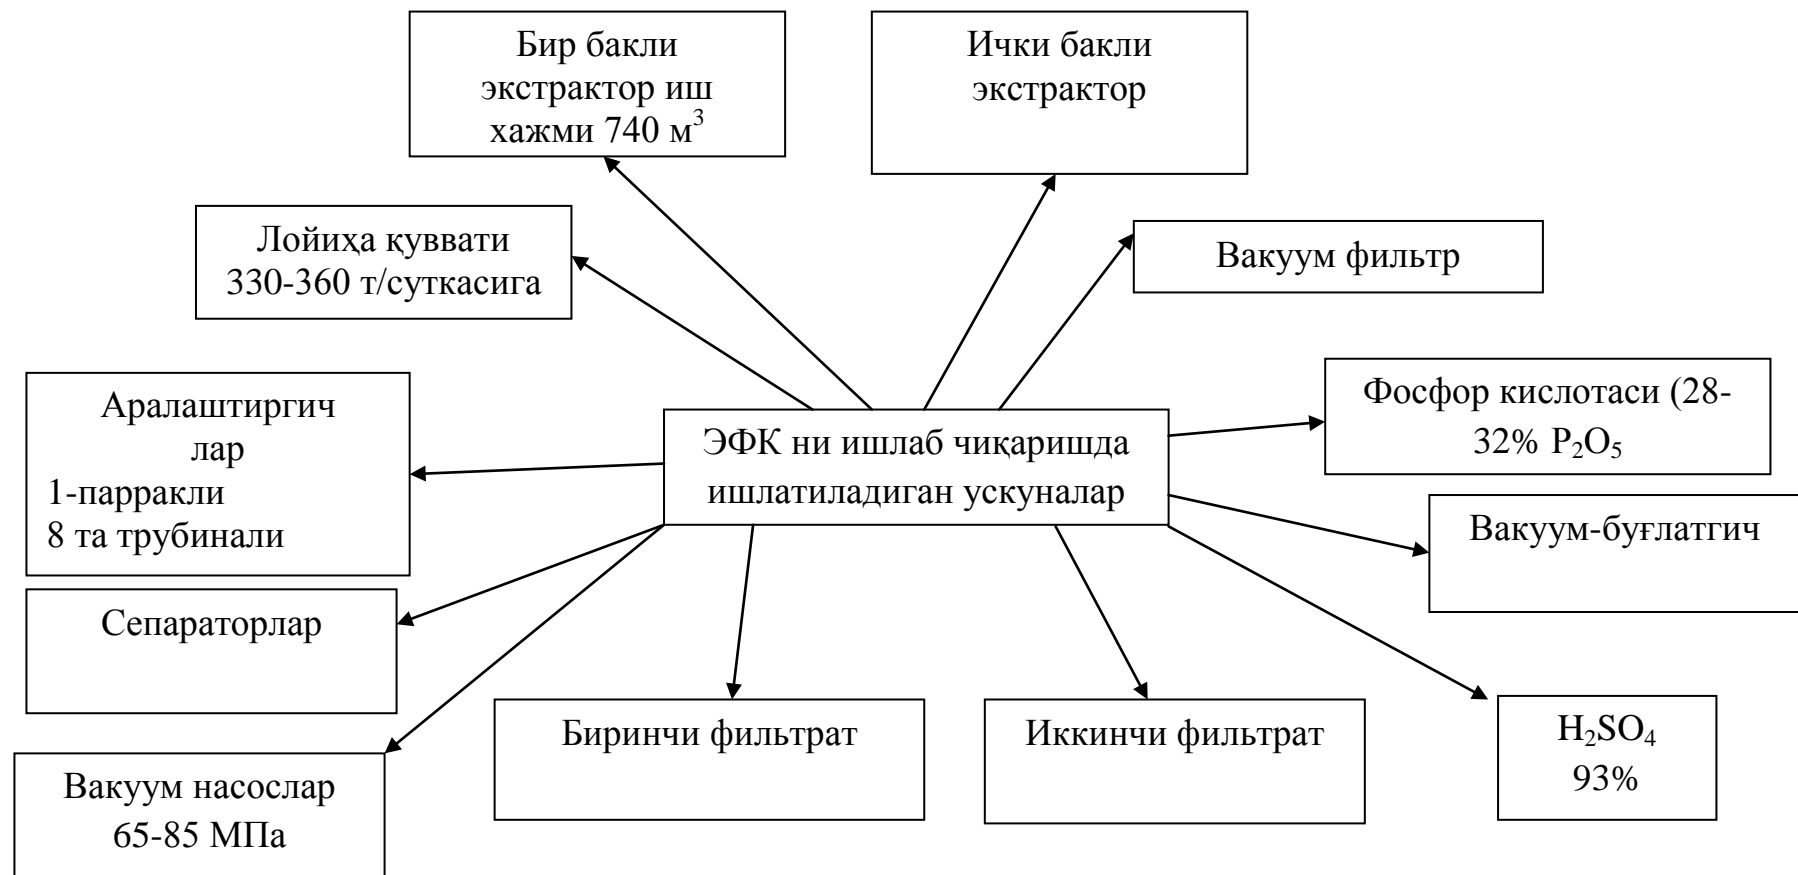 Бир бакли
экстрактор иш
хажми 740 м³
Ички бакли
экстрактор
Лойиҳа қуввати
330-360 т/суткасига
Вакуум фильтр
Аралаштиргич
лар
1-парракли
8 та трубинали
ЭФК ни ишлаб чиқаришда
ишлатиладиган ускуналар
Фосфор кислотаси (28-
32% P₂O₅
Вакуум-буғлатгич
Сепараторлар
Биринчи фильтрат
Иккинчи фильтрат
H₂SO₄
93%
Вакуум насослар
65-85 МПа